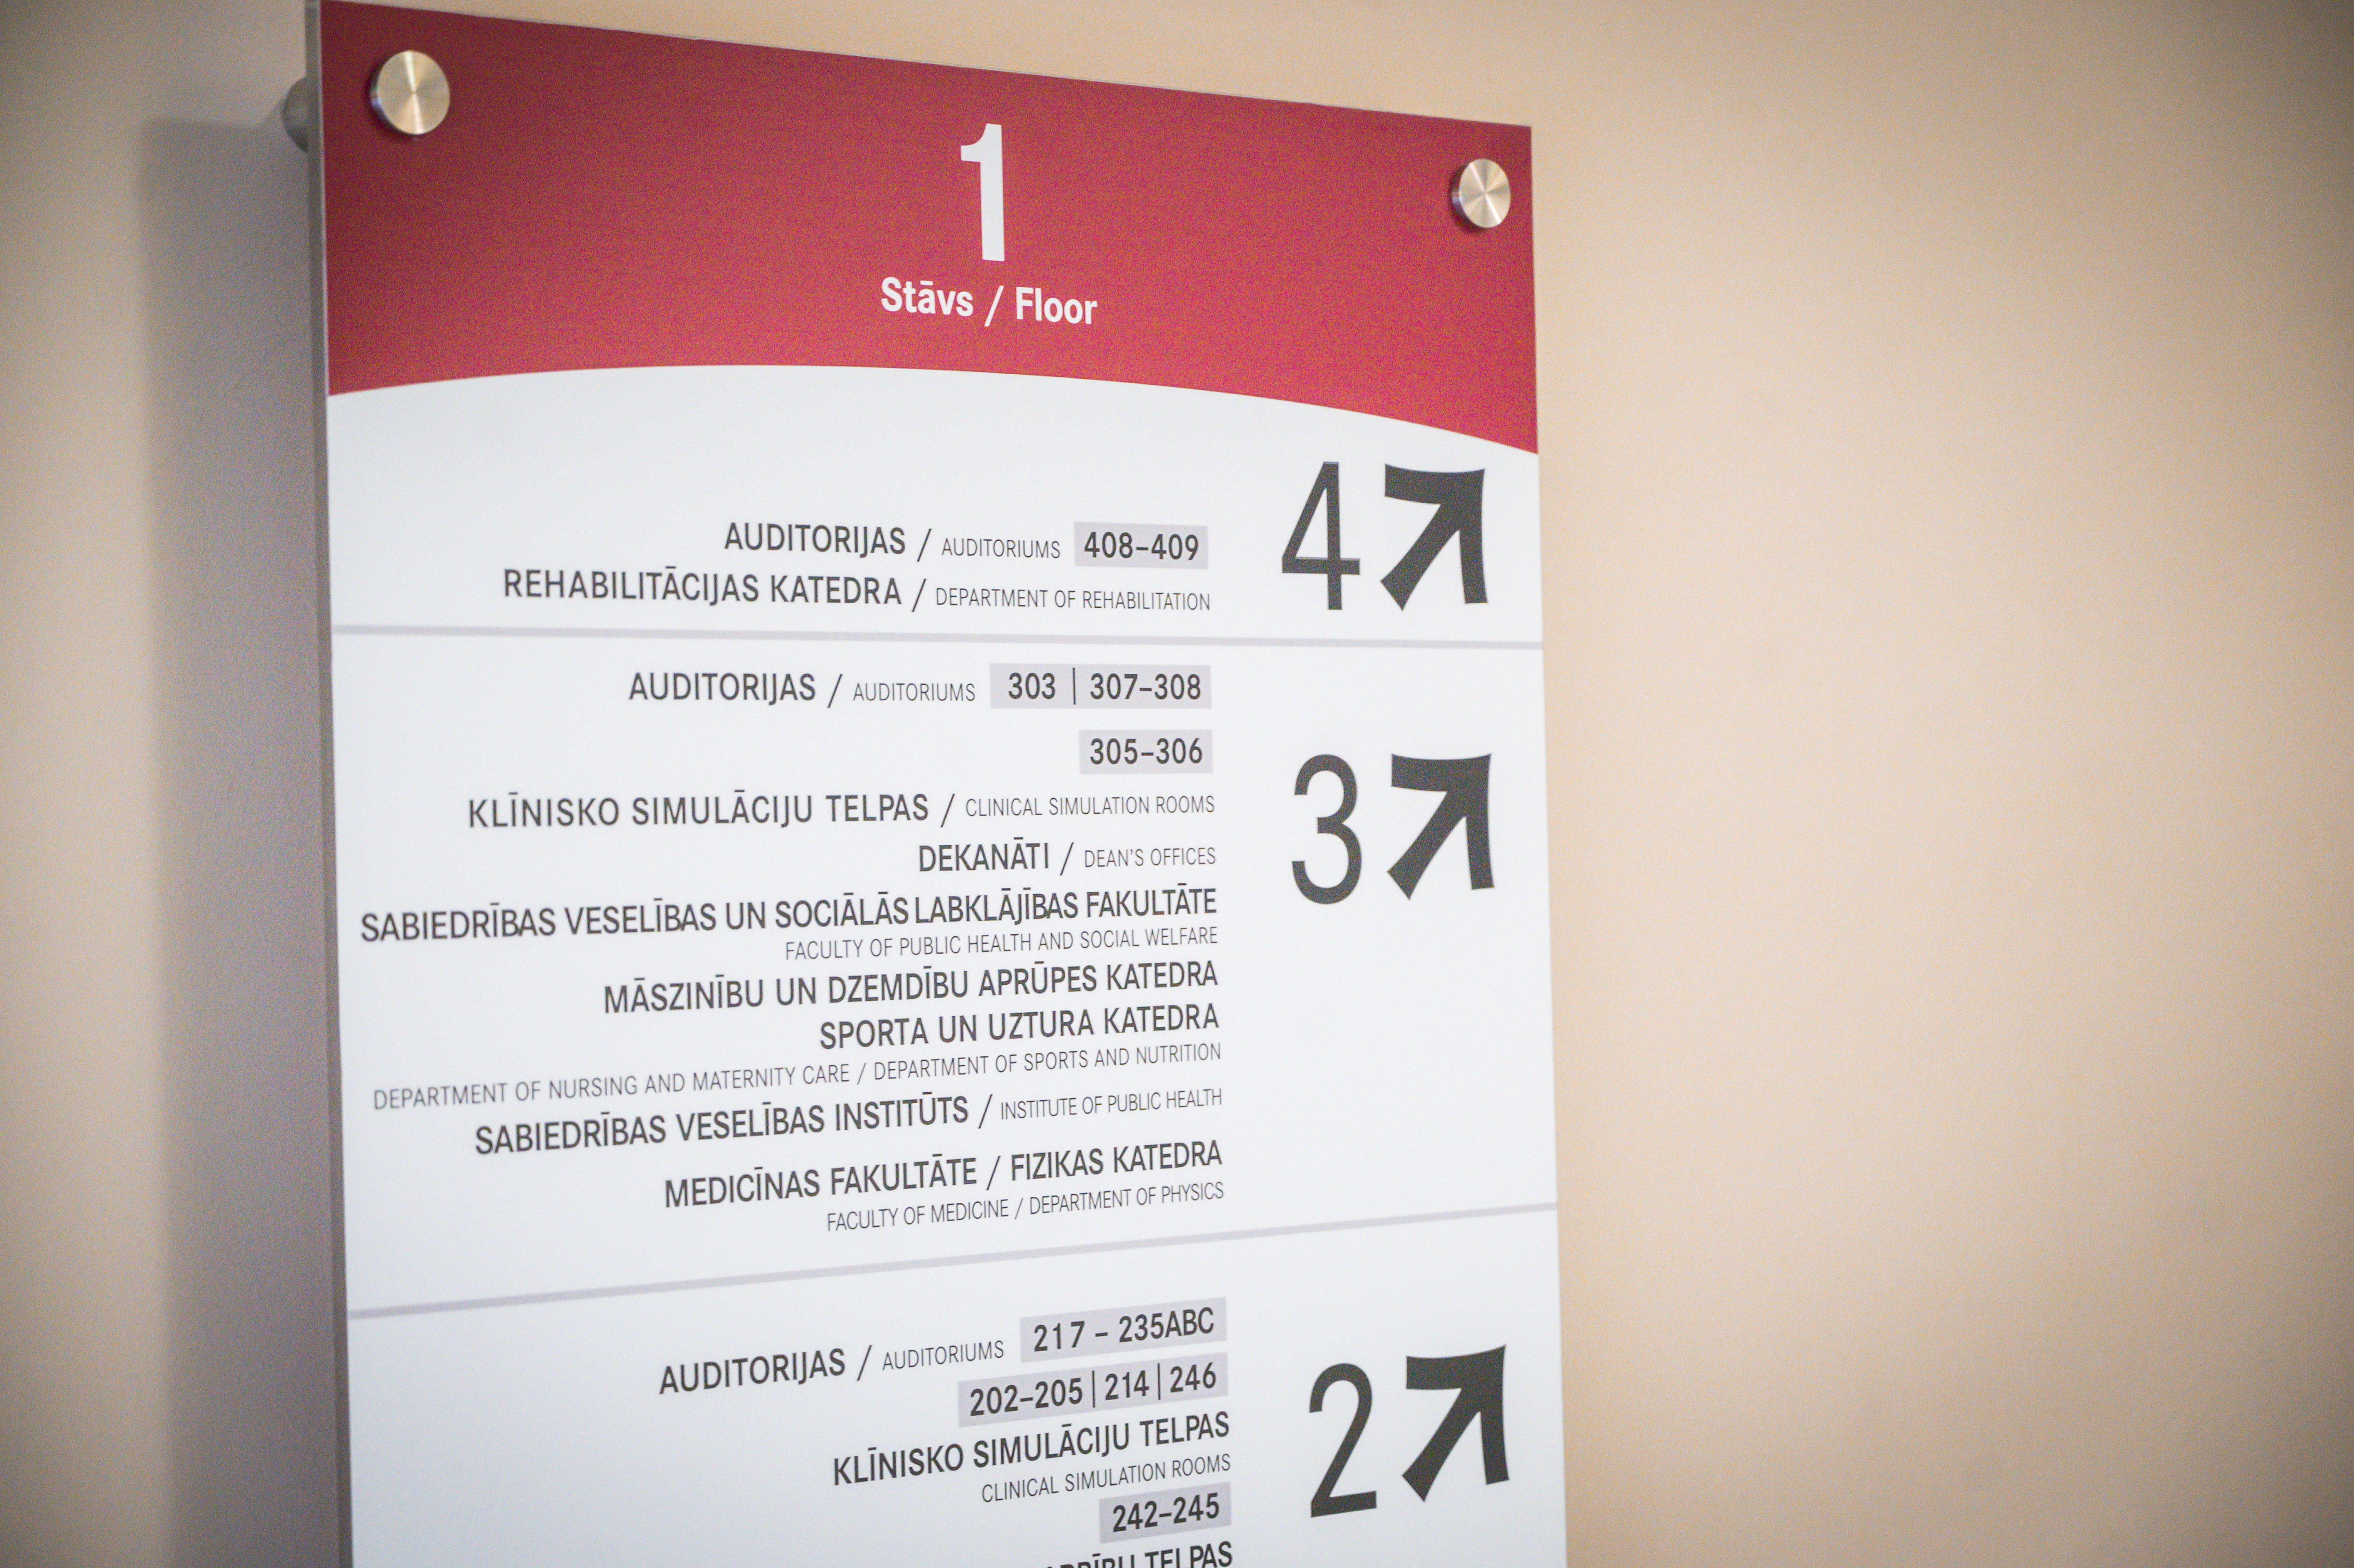 1
Stāvs / Floor
AUDITORIJAS / AUDITORIUMS 408–409
REHABILITĀCIJAS KATEDRA / DEPARTMENT OF REHABILITATION
4
AUDITORIJAS / AUDITORIUMS 303 | 307–308
305–306
KLĪNISKO SIMULĀCIJU TELPAS / CLINICAL SIMULATION ROOMS
DEKANĀTI / DEAN'S OFFICES
SABIEDRĪBAS VESELĪBAS UN SOCIĀLĀS LABKLĀJĪBAS FAKULTĀTE
FACULTY OF PUBLIC HEALTH AND SOCIAL WELFARE
MĀSZINĪBU UN DZEMDĪBU APRŪPES KATEDRA
SPORTA UN UZTURA KATEDRA
DEPARTMENT OF NURSING AND MATERNITY CARE / DEPARTMENT OF SPORTS AND NUTRITION
SABIEDRĪBAS VESELĪBAS INSTITŪTS / INSTITUTE OF PUBLIC HEALTH
MEDICĪNAS FAKULTĀTE / FIZIKAS KATEDRA
FACULTY OF MEDICINE / DEPARTMENT OF PHYSICS
3
AUDITORIJAS / AUDITORIUMS 217 – 235ABC
202–205 | 214 | 246
KLĪNISKO SIMULĀCIJU TELPAS
CLINICAL SIMULATION ROOMS
242–245
2
TELPAS